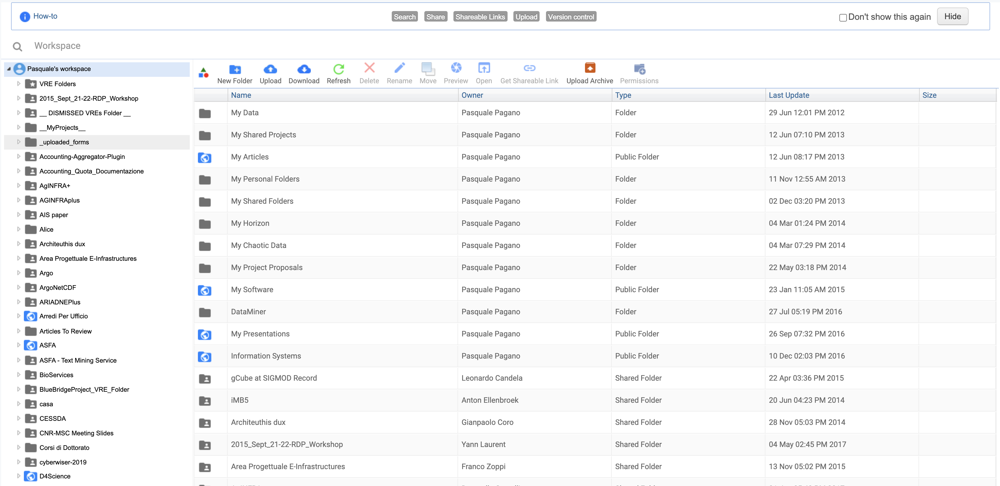 How-to
Search Share Shareable Links Upload Version control
Don't show this again Hide
Workspace
Pasquale's workspace
VRE Folders
2015_Sept_21-22-RDP_Workshop
__ DISMISSED VREs Folder __
__MyProjects__
_uploaded_forms
Accounting-Aggregator-Plugin
Accounting_Quota_Documentazione
AgINFRA+
AGINFRAplus
AIS paper
Alice
Architeuthis dux
Area Progettuale E-Infrastructures
Argo
ArgoNetCDF
ARIADNEPlus
Arredi Per Ufficio
Articles To Review
ASFA
ASFA - Text Mining Service
BioServices
BlueBridgeProject_VRE_Folder
casa
CESSDA
CNR-MSC Meeting Slides
Corsi di Dottorato
cyberwiser-2019
D4Science
New Folder Upload Download Refresh Delete Rename Move Preview Open Get Shareable Link Upload Archive Permissions
Name Owner Type Last Update Size
My Data Pasquale Pagano Folder 29 Jun 12:01 PM 2012
My Shared Projects Pasquale Pagano Folder 12 Jun 07:10 PM 2013
My Articles Pasquale Pagano Public Folder 12 Jun 08:17 PM 2013
My Personal Folders Pasquale Pagano Folder 11 Nov 12:55 AM 2013
My Shared Folders Pasquale Pagano Folder 02 Dec 03:20 PM 2013
My Horizon Pasquale Pagano Folder 04 Mar 01:24 PM 2014
My Chaotic Data Pasquale Pagano Folder 04 Mar 07:29 PM 2014
My Project Proposals Pasquale Pagano Folder 22 May 03:18 PM 2014
My Software Pasquale Pagano Public Folder 23 Jan 11:05 AM 2015
DataMiner Pasquale Pagano Folder 27 Jul 05:19 PM 2016
My Presentations Pasquale Pagano Public Folder 26 Sep 07:32 PM 2016
Information Systems Pasquale Pagano Public Folder 10 Dec 02:03 PM 2016
gCube at SIGMOD Record Leonardo Candela Shared Folder 22 Apr 03:36 PM 2015
iMB5 Anton Ellenbroek Shared Folder 20 Jun 04:23 PM 2014
Architeuthis dux Gianpaolo Coro Shared Folder 28 Nov 05:03 PM 2014
2015_Sept_21-22-RDP_Workshop Yann Laurent Shared Folder 04 May 02:45 PM 2017
Area Progettuale E-Infrastructures Franco Zoppi Shared Folder 13 Nov 05:02 PM 2015